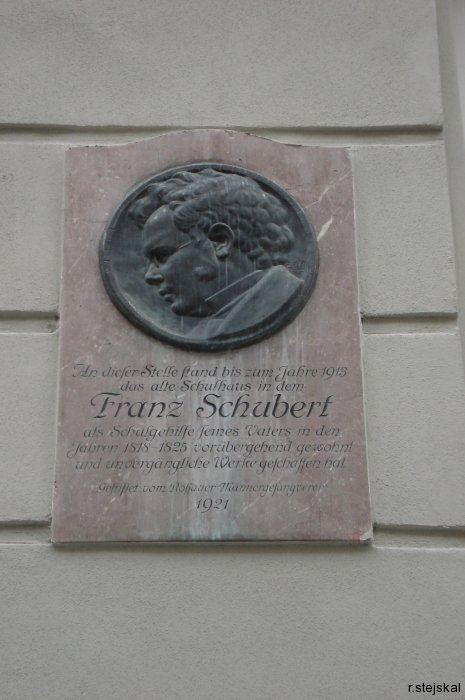 An dieser Stelle stand bis zum Jahre 1913
das alte Schulhaus in dem
Franz Schubert
als Schulgehilfe seines Vaters in den
Jahren 1818-1825 vorübergehend gewohnt
und unvergängliche Werke geschaffen hat.
Gestiftet vom Roßauer Männergesangverein
1921
r.stejskal